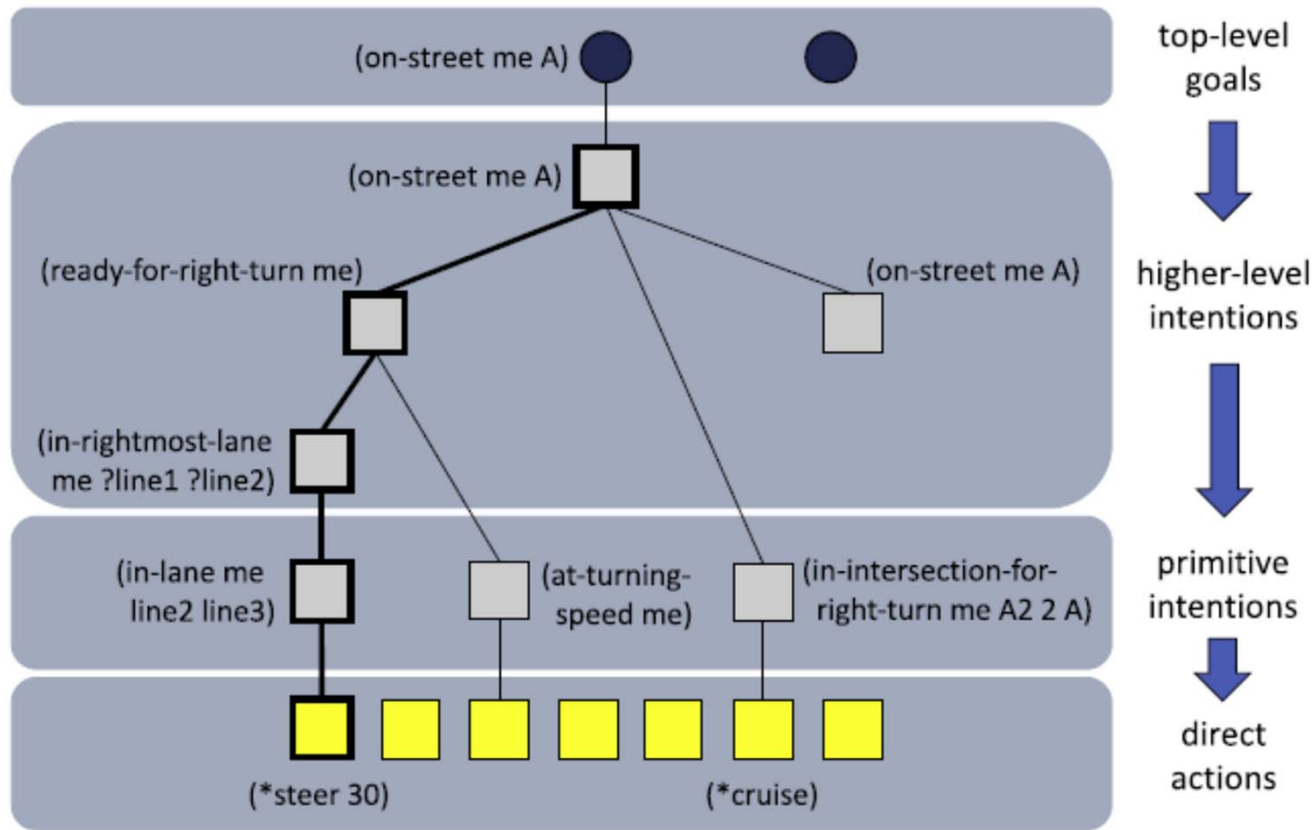 (on-street me A)
top-level
goals
(on-street me A)
(ready-for-right-turn me)
(on-street me A)
higher-level
intentions
(in-rightmost-lane
me ?line1 ?line2)
(in-lane me
line2 line3)
(at-turning-
speed me)
(in-intersection-for-
right-turn me A2 2 A)
primitive
intentions
(*steer 30)
(*cruise)
direct
actions